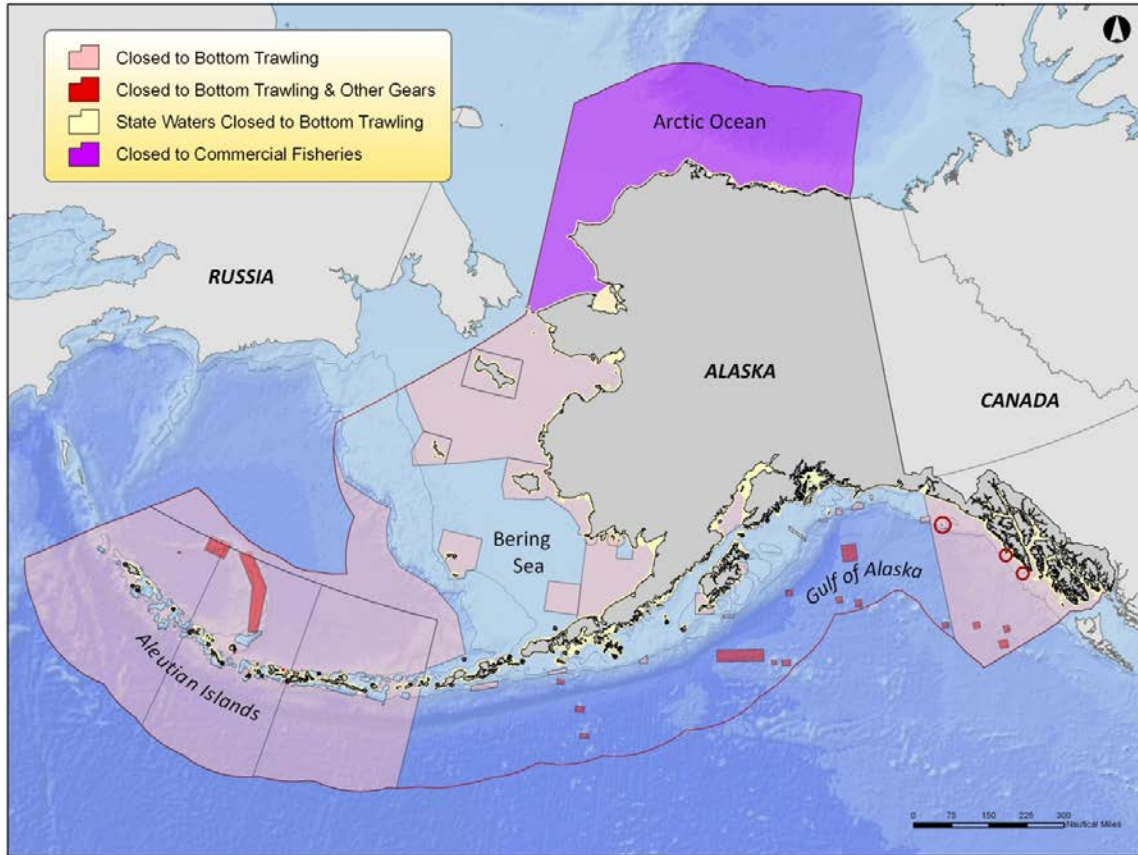 Closed to Bottom Trawling
Closed to Bottom Trawling & Other Gears
State Waters Closed to Bottom Trawling
Closed to Commercial Fisheries
Arctic Ocean
RUSSIA
ALASKA
CANADA
Bering
Sea
Gulf of Alaska
Aleutian Islands
0 75 150 225 300
Nautical Miles